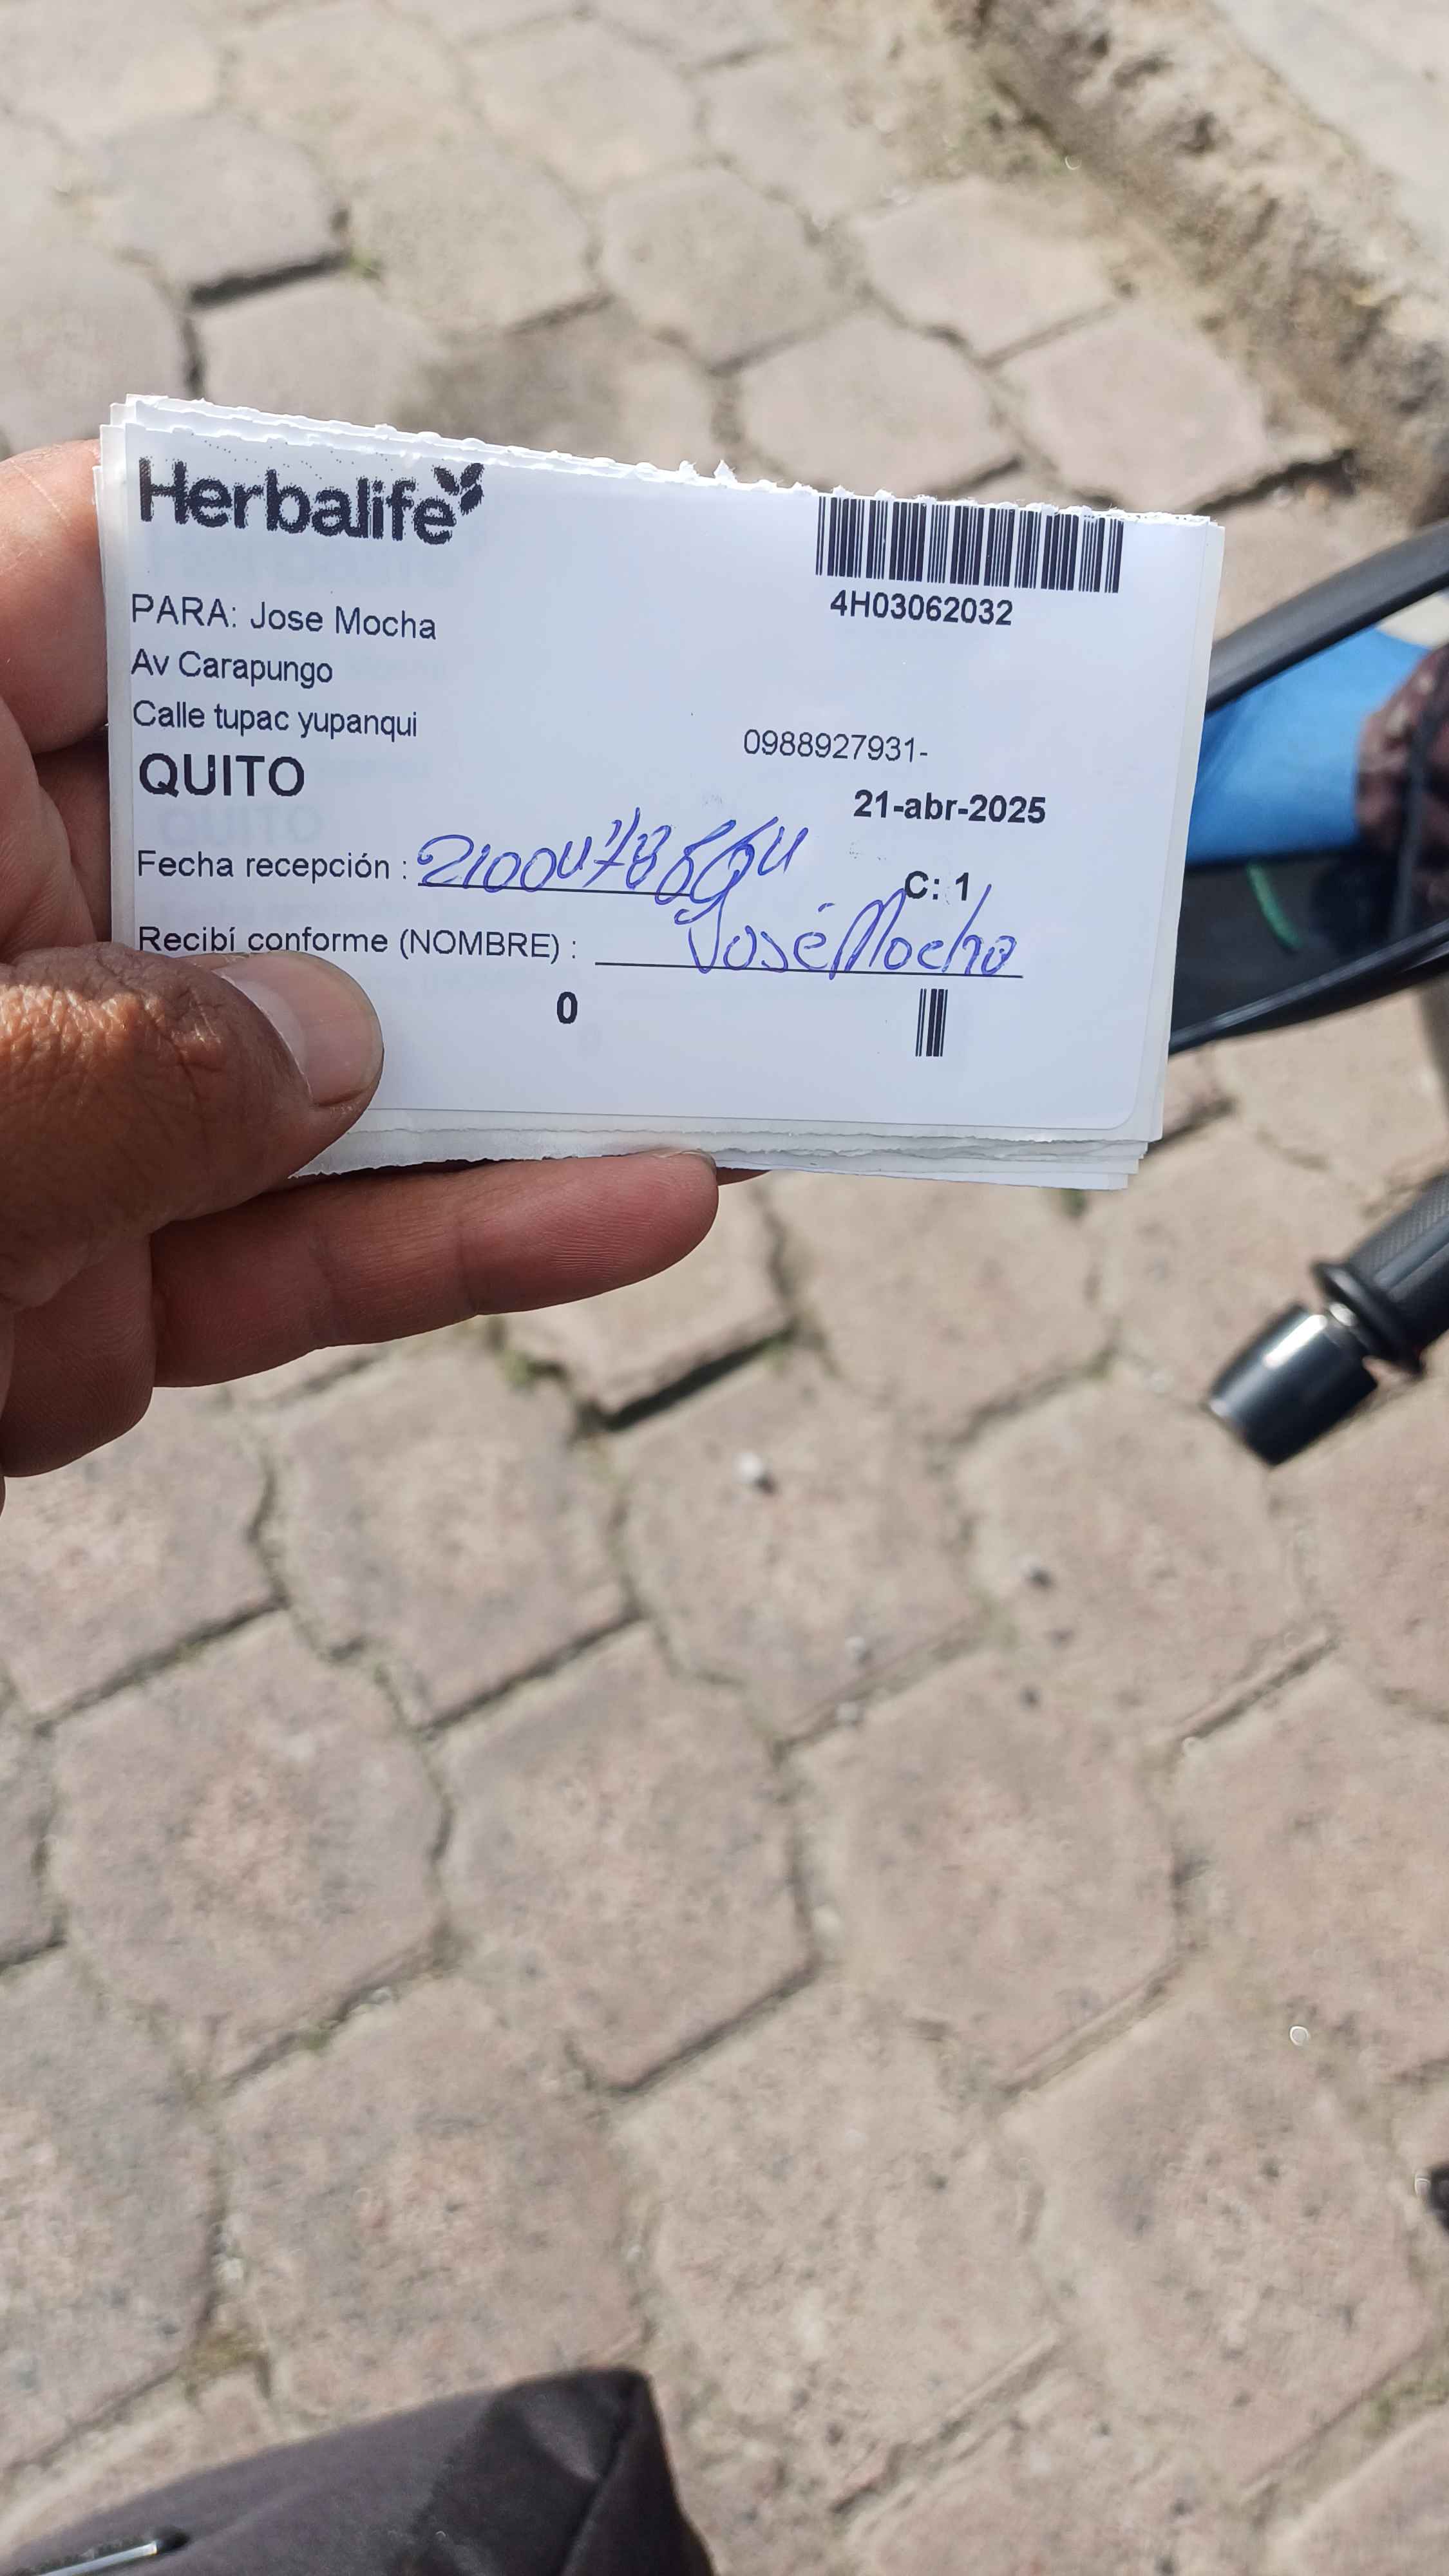 Herbalife
4H03062032
PARA: Jose Mocha
Av Carapungo
Calle tupac yupanqui
0988927931-
QUITO
21-abr-2025
Fecha recepción :
C: 1
Recibí conforme (NOMBRE) : José Mocha
0